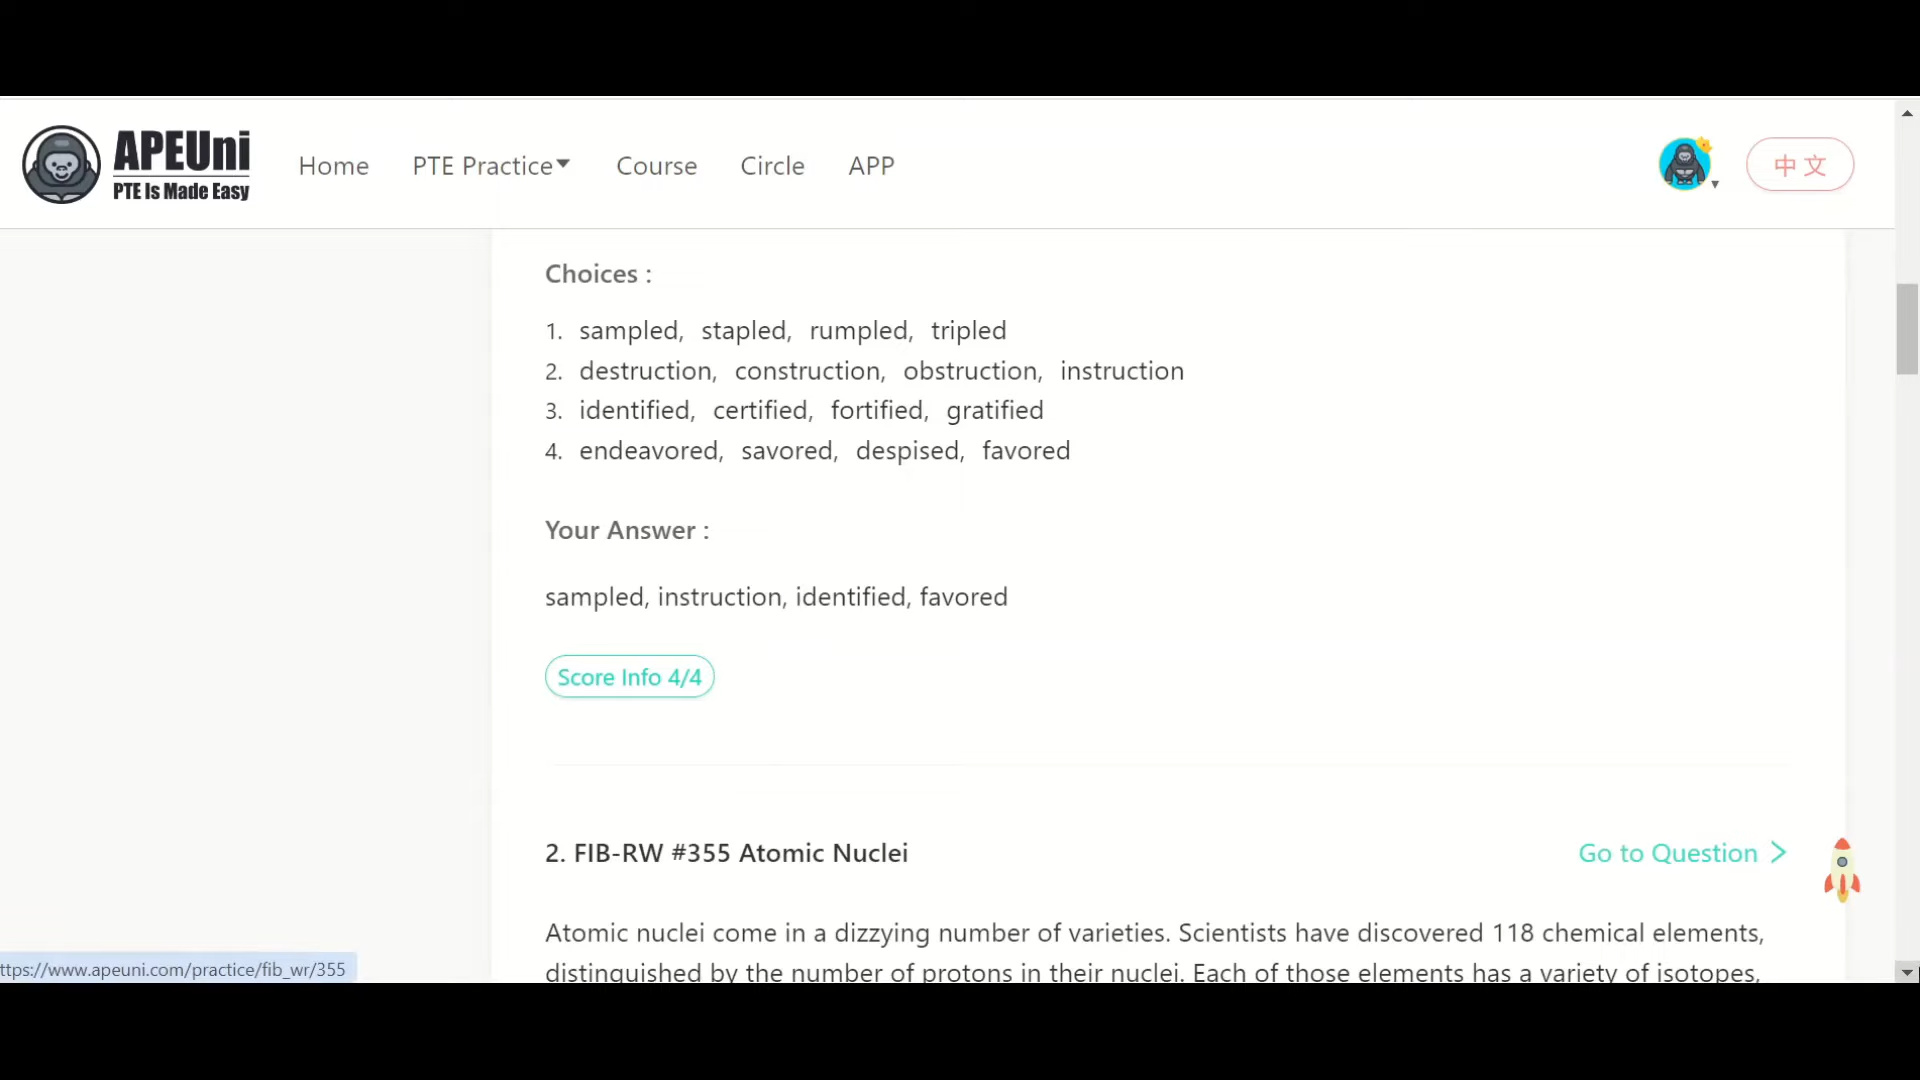 APEUni
PTE Is Made Easy
Home PTE Practice Course Circle APP
中 文
Choices :
1. sampled, stapled, rumpled, tripled
2. destruction, construction, obstruction, instruction
3. identified, certified, fortified, gratified
4. endeavored, savored, despised, favored
Your Answer :
sampled, instruction, identified, favored
Score Info 4/4
2. FIB-RW #355 Atomic Nuclei
Go to Question
Atomic nuclei come in a dizzying number of varieties. Scientists have discovered 118 chemical elements,
distinguished by the number of protons in their nuclei. Each of those elements has a variety of isotopes,
ttps://www.apeuni.com/practice/fib_wr/355